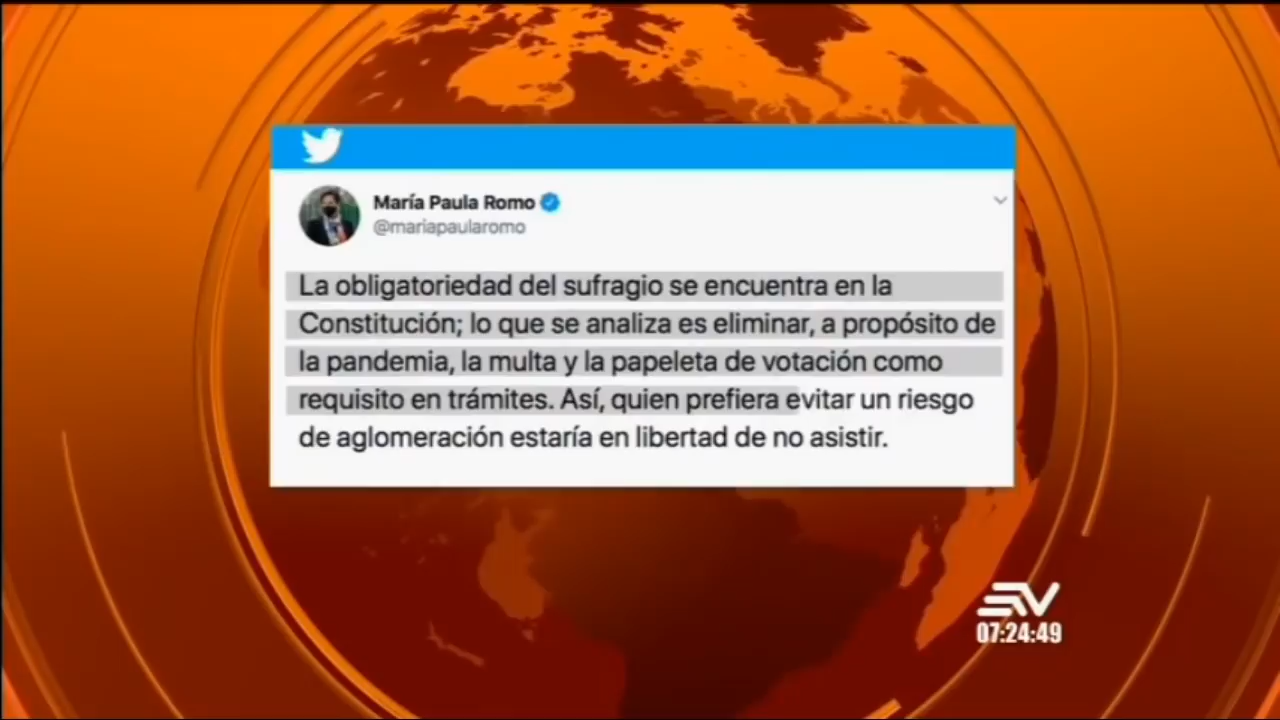 María Paula Romo
@mariapaularomo
La obligatoriedad del sufragio se encuentra en la
Constitución; lo que se analiza es eliminar, a propósito de
la pandemia, la multa y la papeleta de votación como
requisito en trámites. Así, quien prefiera evitar un riesgo
de aglomeración estaría en libertad de no asistir.
EV
07:24:49